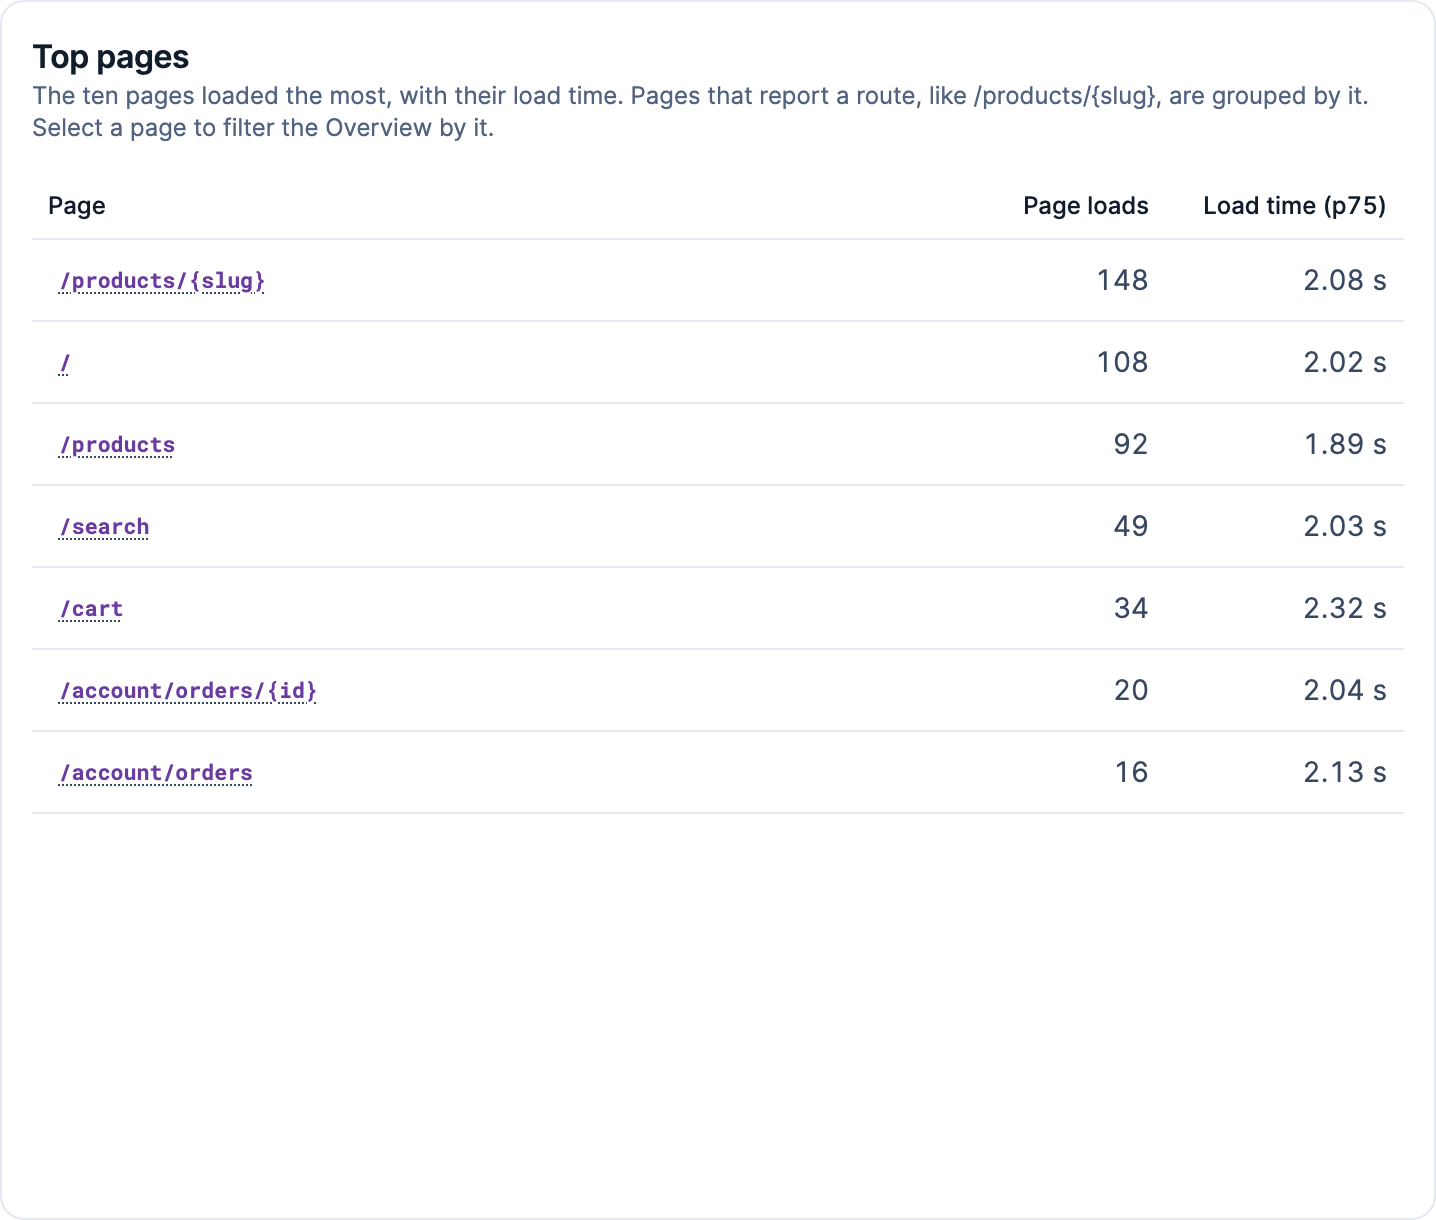 Top pages
The ten pages loaded the most, with their load time. Pages that report a route, like /products/{slug}, are grouped by it.
Select a page to filter the Overview by it.
Page Page loads Load time (p75)
/products/{slug} 148 2.08 s
/ 108 2.02 s
/products 92 1.89 s
/search 49 2.03 s
/cart 34 2.32 s
/account/orders/{id} 20 2.04 s
/account/orders 16 2.13 s